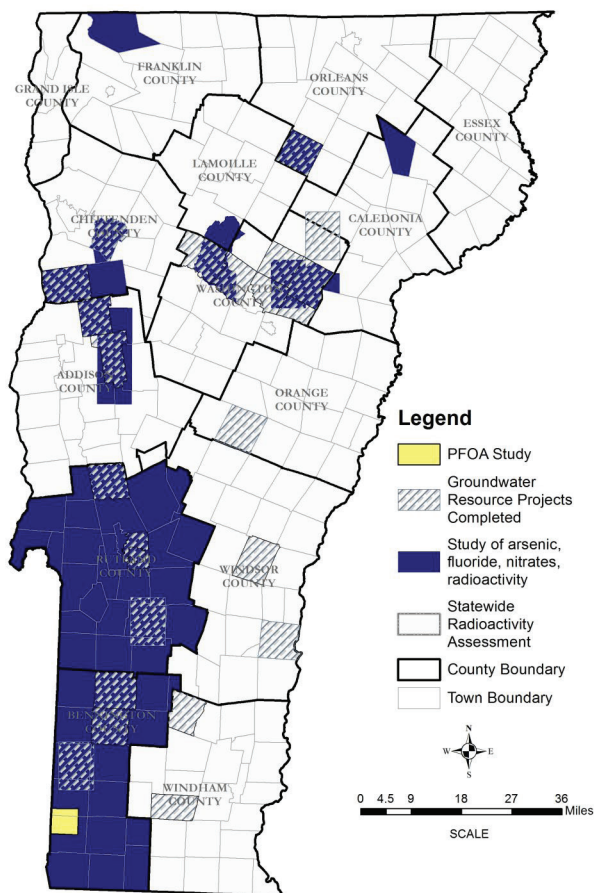 FRANKLIN
COUNTY
ORLEANS
COUNTY
GRAND ISLE
COUNTY
ESSEX
COUNTY
LAMOILLE
COUNTY
CHITTENDEN
COUNTY
CALEDONIA
COUNTY
WASHINGTON
COUNTY
ADDISON
COUNTY
ORANGE
COUNTY
RUTLAND
COUNTY
WINDSOR
COUNTY
BENNINGTON
COUNTY
WINDHAM
COUNTY
Legend
PFOA Study
Groundwater
Resource Projects
Completed
Study of arsenic,
fluoride, nitrates,
radioactivity
Statewide
Radioactivity
Assessment
County Boundary
Town Boundary
N
W E
S
0 4.5 9 18 27 36
Miles
SCALE